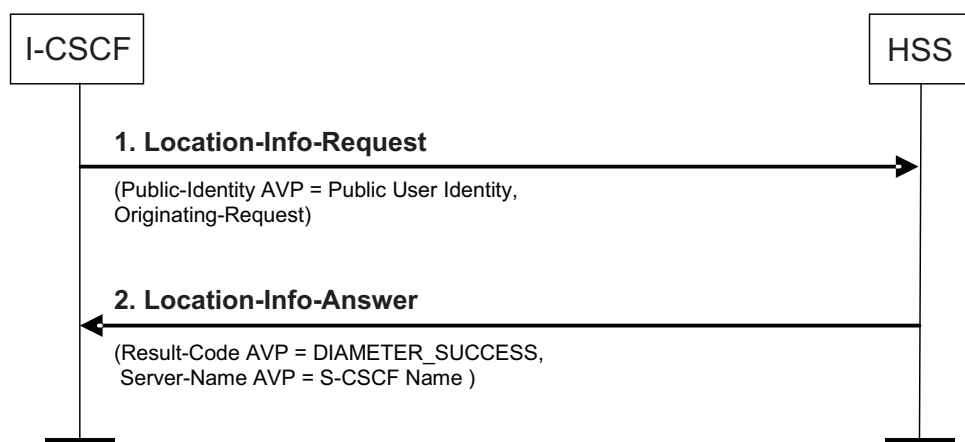 I-CSCF
HSS
1. Location-Info-Request
(Public-Identity AVP = Public User Identity,
Originating-Request)
2. Location-Info-Answer
(Result-Code AVP = DIAMETER_SUCCESS,
Server-Name AVP = S-CSCF Name )